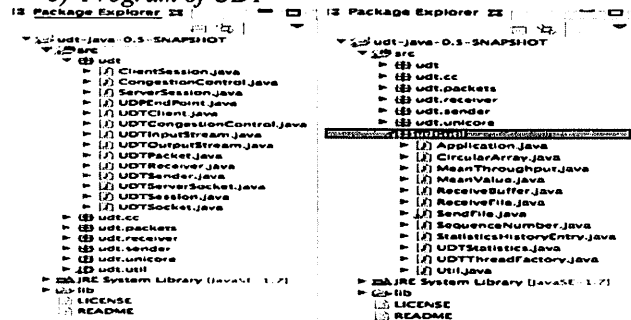 b) Program of UDT
Package Explorer
udt-java-0.5-SNAPSHOT
src
udt
ClientSession.java
CongestionControl.java
ServerSession.java
UDPEndPoint.java
UDTClient.java
UDTCongestionControl.java
UDTInputStream.java
UDTOutputStream.java
UDTPacket.java
UDTReceiver.java
UDTSender.java
UDTServerSocket.java
UDTSession.java
UDTSocket.java
udt.cc
udt.packets
udt.receiver
udt.sender
udt.unicore
udt.util
JRE System Library [JavaSE-1.7]
lib
LICENSE
README
Package Explorer
udt-java-0.5-SNAPSHOT
src
udt
udt.cc
udt.packets
udt.receiver
udt.sender
udt.unicore
Application.java
CircularArray.java
MeanThroughput.java
MeanValue.java
ReceiveBuffer.java
ReceiveFile.java
SendFile.java
SequenceNumber.java
StatisticsHistoryEntry.java
UDTStatistics.java
UDTThreadFactory.java
Util.java
JRE System Library [JavaSE-1.7]
lib
LICENSE
README